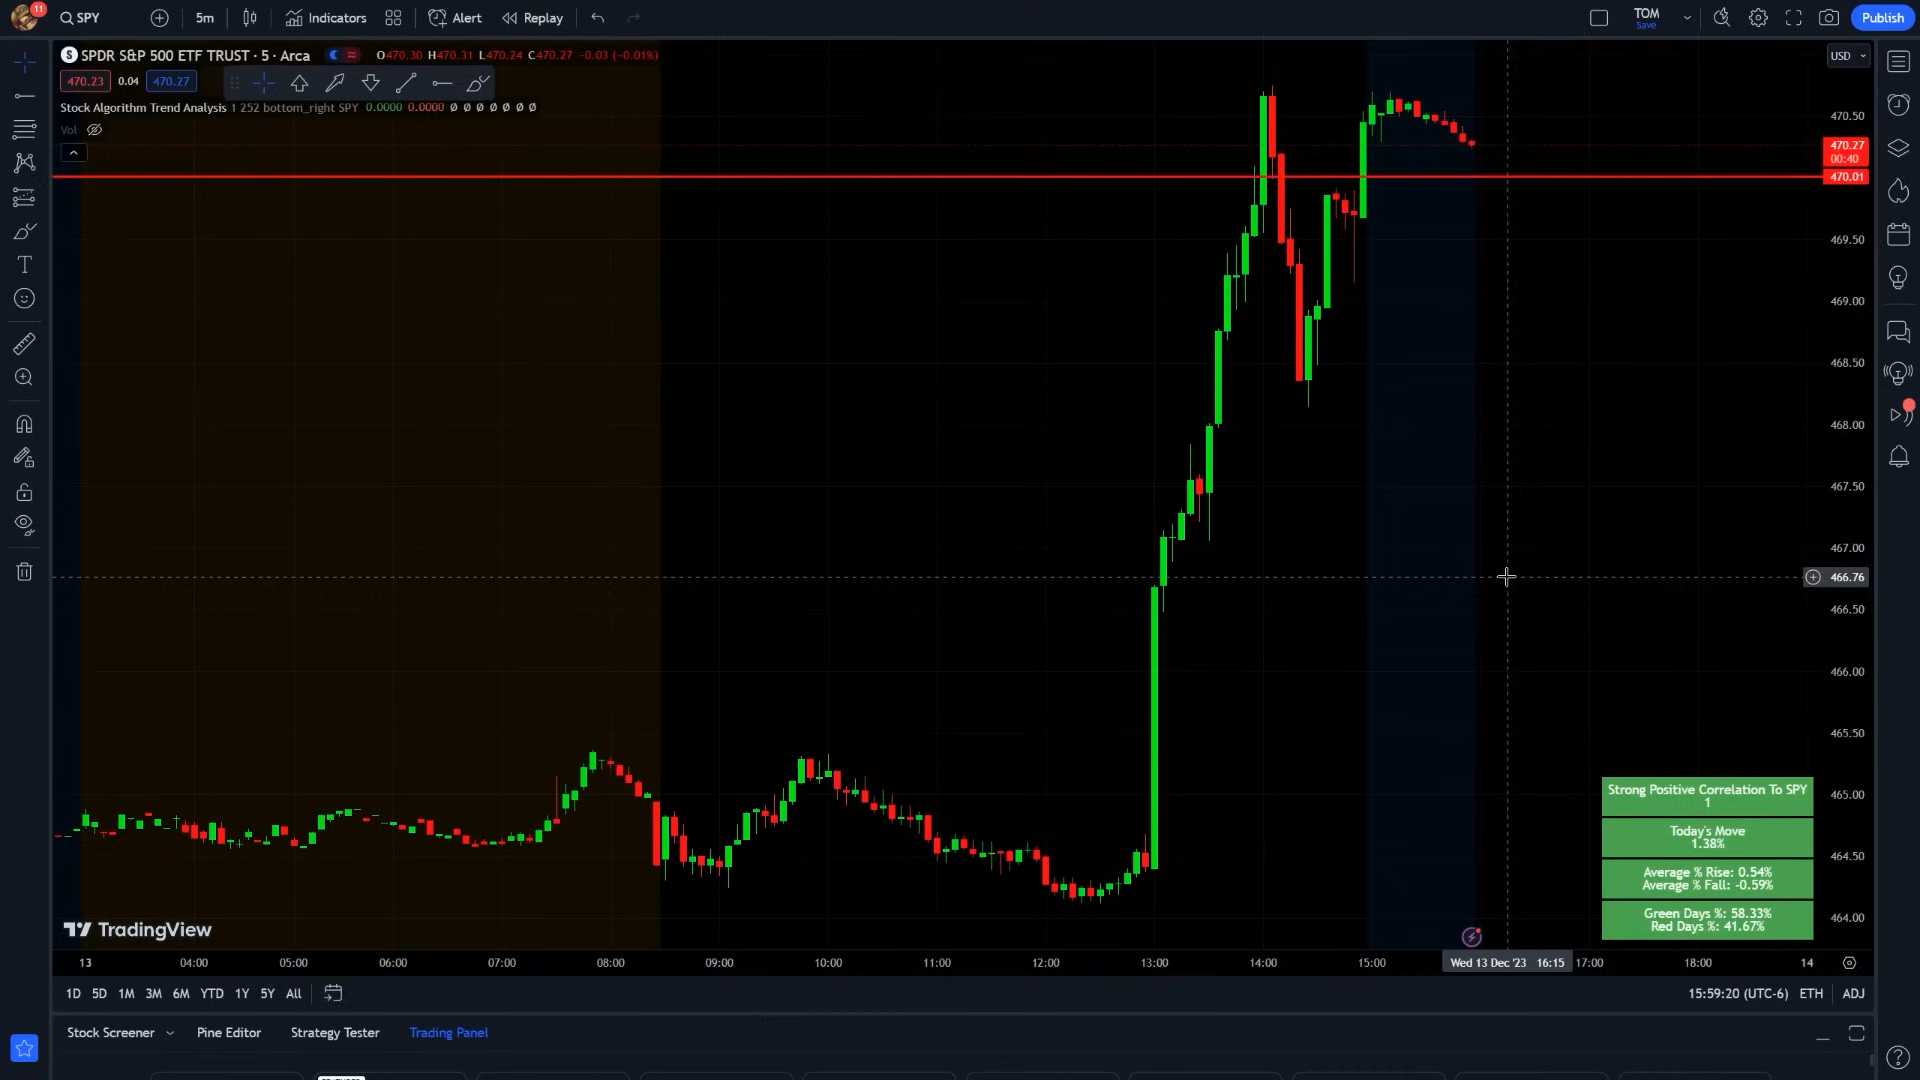 11
SPY
5m
Indicators
Alert
Replay
TOM
Save
Publish
S SPDR S&P 500 ETF TRUST · 5 · Arca
O470.30 H470.31 L470.24 C470.27 -0.03 (-0.01%)
USD
470.23 0.04 470.27
Stock Algorithm Trend Analysis 1 252 bottom_right SPY 0.0000 0.0000 Ø Ø Ø Ø Ø Ø Ø
Vol
470.50
470.27
00:40
470.01
469.50
469.00
468.50
468.00
467.50
467.00
466.76
466.50
466.00
465.50
465.00
464.50
464.00
Strong Positive Correlation To SPY
1
Today's Move
1.38%
Average % Rise: 0.54%
Average % Fall: -0.59%
Green Days %: 58.33%
Red Days %: 41.67%
TradingView
13 04:00 05:00 06:00 07:00 08:00 09:00 10:00 11:00 12:00 13:00 14:00 15:00 Wed 13 Dec '23 16:15 17:00 18:00 14
1D 5D 1M 3M 6M YTD 1Y 5Y All
15:59:20 (UTC-6) ETH ADJ
Stock Screener Pine Editor Strategy Tester Trading Panel